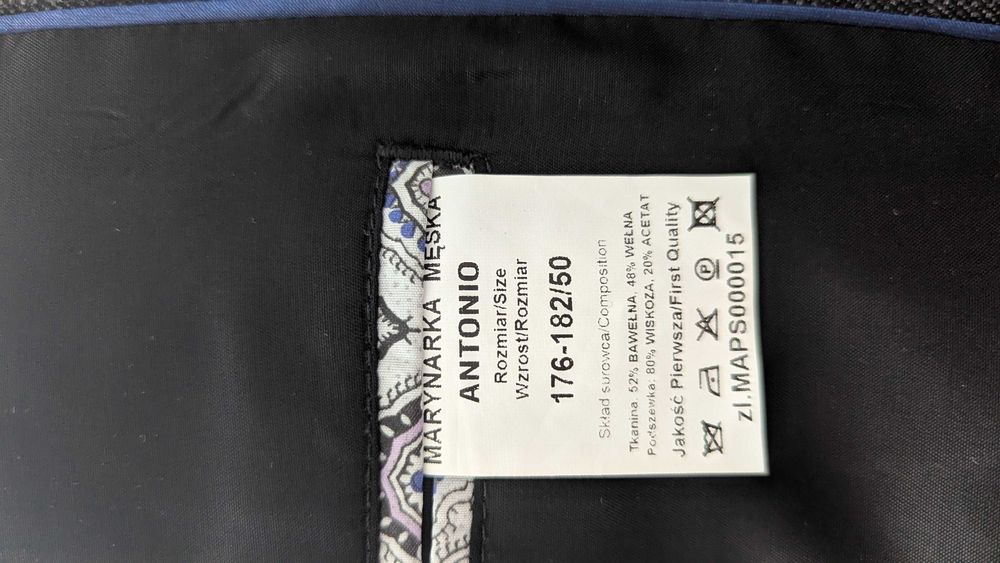 MARYNARKA MĘSKA
ANTONIO
Rozmiar/Size
Wzrost/Rozmiar
176-182/50
Skład surowca/Composition
Tkanina: 52% BAWEŁNA, 48% WEŁNA
Podszewka: 80% WISKOZA, 20% ACETAT
Jakość Pierwsza/First Quality
P
zl.MAPS000015